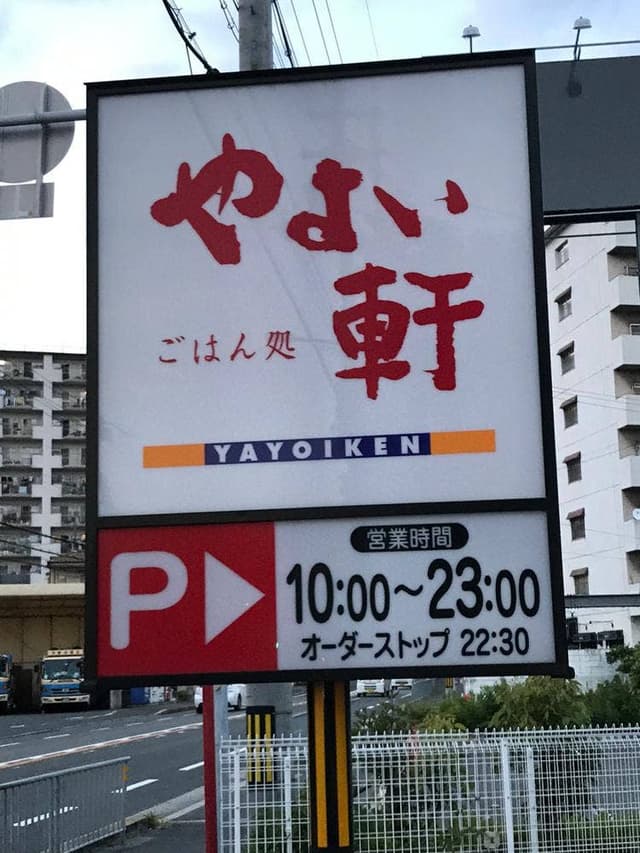 やよい
軒
ごはん処
YAYOIKEN
P
営業時間
10:00～23:00
オーダーストップ 22:30